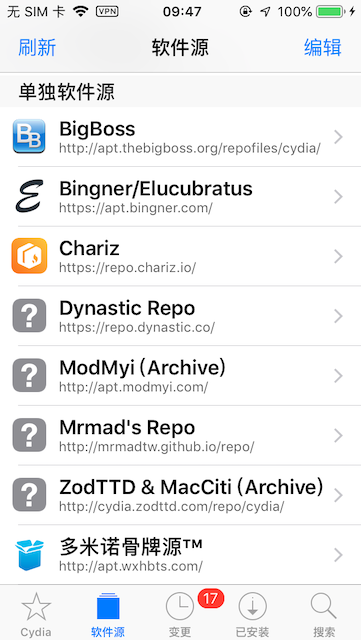 无 SIM 卡 VPN 09:47 100%
刷新 软件源 编辑
单独软件源
BigBoss
http://apt.thebigboss.org/repofiles/cydia/
Bingner/Elucubratus
https://apt.bingner.com/
Chariz
https://repo.chariz.io/
Dynastic Repo
https://repo.dynastic.co/
ModMyi (Archive)
http://apt.modmyi.com/
Mrmad's Repo
http://mrmadtw.github.io/repo/
ZodTTD & MacCiti (Archive)
http://cydia.zodttd.com/repo/cydia/
多米诺骨牌源™
http://apt.wxhbts.com/
17
Cydia 软件源 变更 已安装 搜索